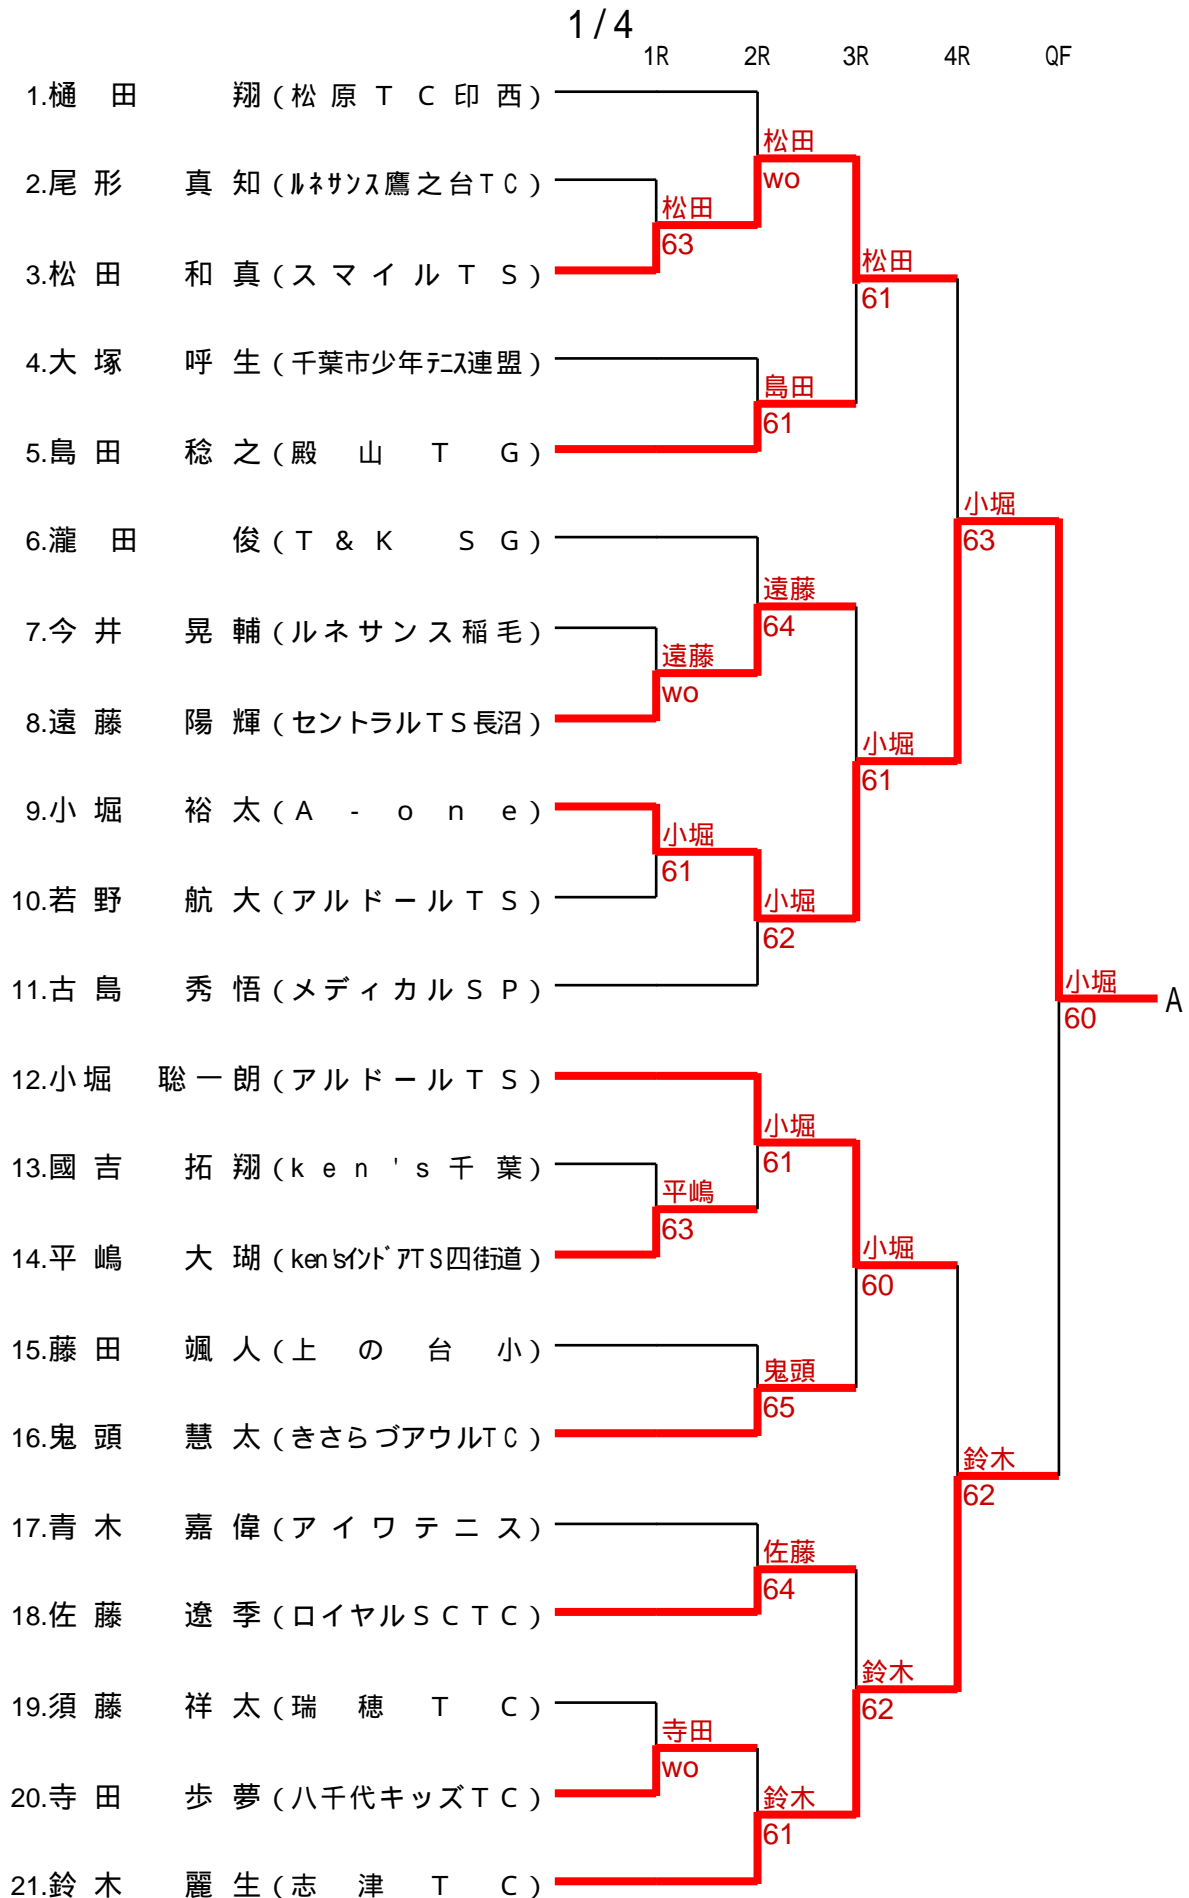 1/4
1R 2R 3R 4R QF
1.樋田 翔(松原TC印西)
松田
wo
2.尾形 真知(ルネサンス鷹之台TC)
松田
63
3.松田 和真(スマイルTS)
松田
61
4.大塚 呼生(千葉市少年テニス連盟)
島田
61
5.島田 稔之(殿山TG)
小堀
63
6.瀧田 俊(T&K SG)
遠藤
64
7.今井 晃輔(ルネサンス稲毛)
遠藤
wo
8.遠藤 陽輝(セントラルTS長沼)
小堀
61
9.小堀 裕太(A-one)
小堀
61
10.若野 航大(アルドールTS)
小堀
62
11.古島 秀悟(メディカルSP)
小堀
60
A
12.小堀 聡一朗(アルドールTS)
小堀
61
13.國吉 拓翔(ken's千葉)
平嶋
63
14.平嶋 大瑚(ken'sインドアTS四街道)
小堀
60
15.藤田 颯人(上の台小)
鬼頭
65
16.鬼頭 慧太(きさらづアウルTC)
鈴木
62
17.青木 嘉偉(アイワテニス)
佐藤
64
18.佐藤 遼季(ロイヤルSCTC)
鈴木
62
19.須藤 祥太(瑞穂TC)
寺田
wo
20.寺田 歩夢(八千代キッズTC)
鈴木
61
21.鈴木 麗生(志津TC)